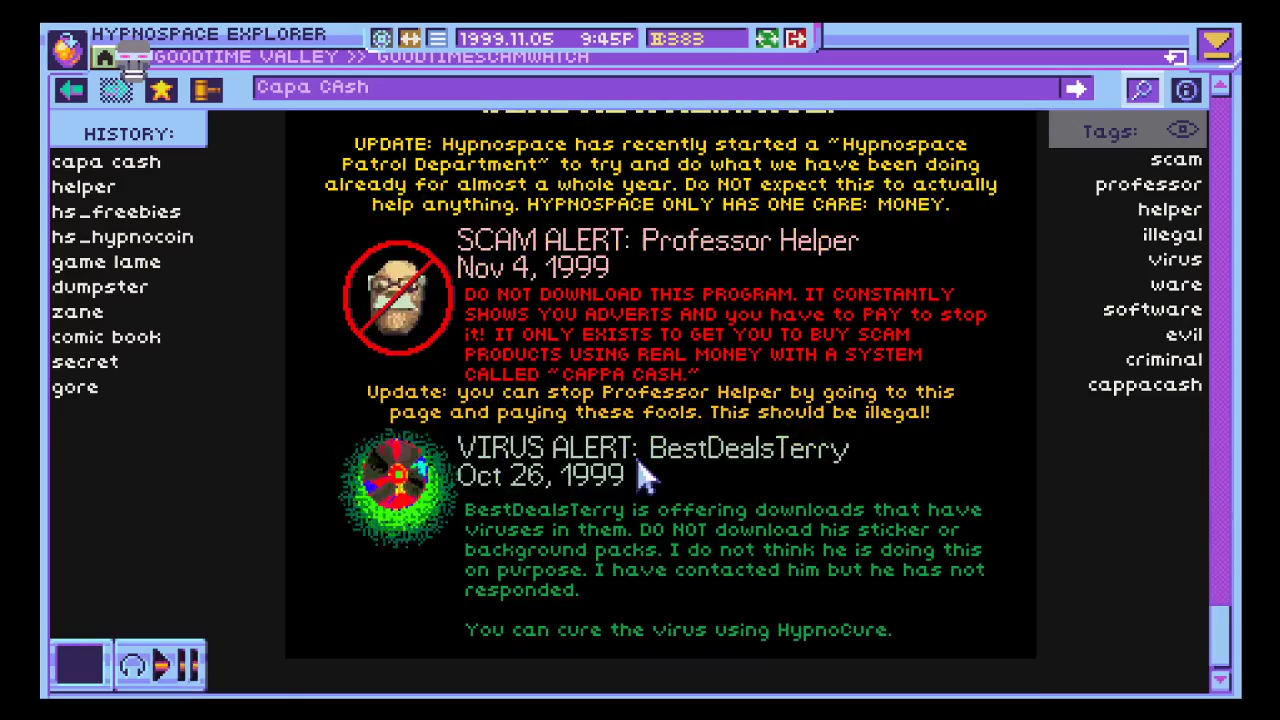 HYPNOSPACE EXPLORER
1999.11.05 9:45P
383
GOODTIME VALLEY >> GOODTIMESCAMWATCH
Capa CAsh
HISTORY:
capa cash
helper
hs_freebies
hs_hypnocoin
game lame
dumpster
zane
comic book
secret
gore
UPDATE: Hypnospace has recently started a "Hypnospace
Patrol Department" to try and do what we have been doing
already for almost a whole year. Do NOT expect this to actually
help anything. HYPNOSPACE ONLY HAS ONE CARE: MONEY.
SCAM ALERT: Professor Helper
Nov 4, 1999
DO NOT DOWNLOAD THIS PROGRAM. IT CONSTANTLY
SHOWS YOU ADVERTS AND you have to PAY to stop
it! IT ONLY EXISTS TO GET YOU TO BUY SCAM
PRODUCTS USING REAL MONEY WITH A SYSTEM
CALLED "CAPPA CASH."
Update: you can stop Professor Helper by going to this
page and paying these fools. This should be illegal!
VIRUS ALERT: BestDealsTerry
Oct 26, 1999
BestDealsTerry is offering downloads that have
viruses in them. DO NOT download his sticker or
background packs. I do not think he is doing this
on purpose. I have contacted him but he has not
responded.
You can cure the virus using HypnoCure.
Tags:
scam
professor
helper
illegal
virus
ware
software
evil
criminal
cappacash